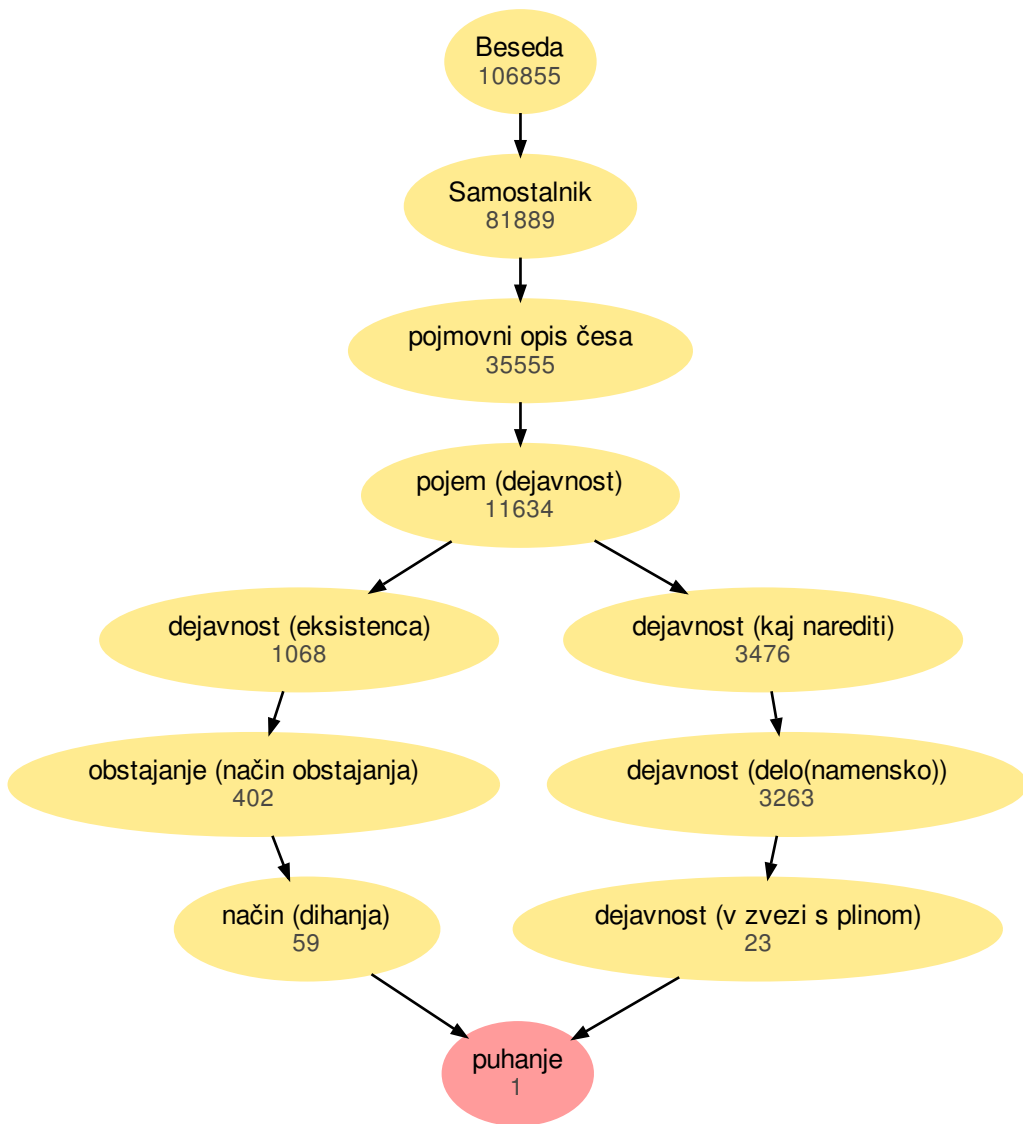 Beseda
106855
Samostalnik
81889
pojmovni opis česa
35555
pojem (dejavnost)
11634
dejavnost (eksistenca)
1068
dejavnost (kaj narediti)
3476
obstajanje (način obstajanja)
402
dejavnost (delo(namensko))
3263
način (dihanja)
59
dejavnost (v zvezi s plinom)
23
puhanje
1